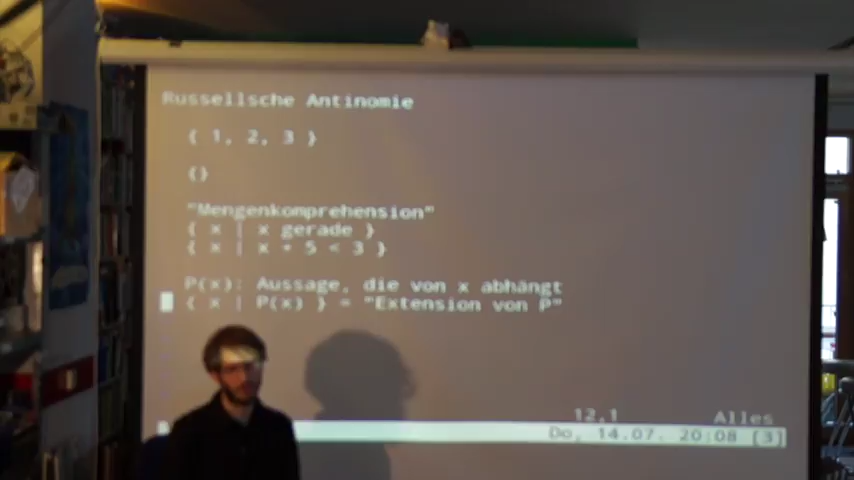 Russellsche Antinomie
{ 1, 2, 3 }
{}
"Mengenkomprehension"
{ x | x gerade }
{ x | x + 5 < 3 }
P(x): Aussage, die von x abhängt
{ x | P(x) } = "Extension von P"
12,1 Alles
Do, 14.07. 20:08 [3]